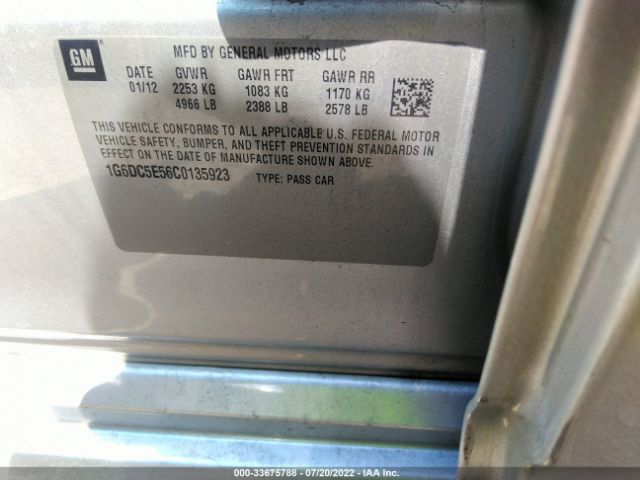 GM
MFD BY GENERAL MOTORS LLC
DATE GVWR GAWR FRT GAWR RR
01/12 2253 KG 1083 KG 1170 KG
4966 LB 2388 LB 2578 LB
THIS VEHICLE CONFORMS TO ALL APPLICABLE U.S. FEDERAL MOTOR
VEHICLE SAFETY, BUMPER, AND THEFT PREVENTION STANDARDS IN
EFFECT ON THE DATE OF MANUFACTURE SHOWN ABOVE.
1G6DC5E56C0135923 TYPE: PASS CAR
000-33675788 - 07/20/2022 - IAA Inc.